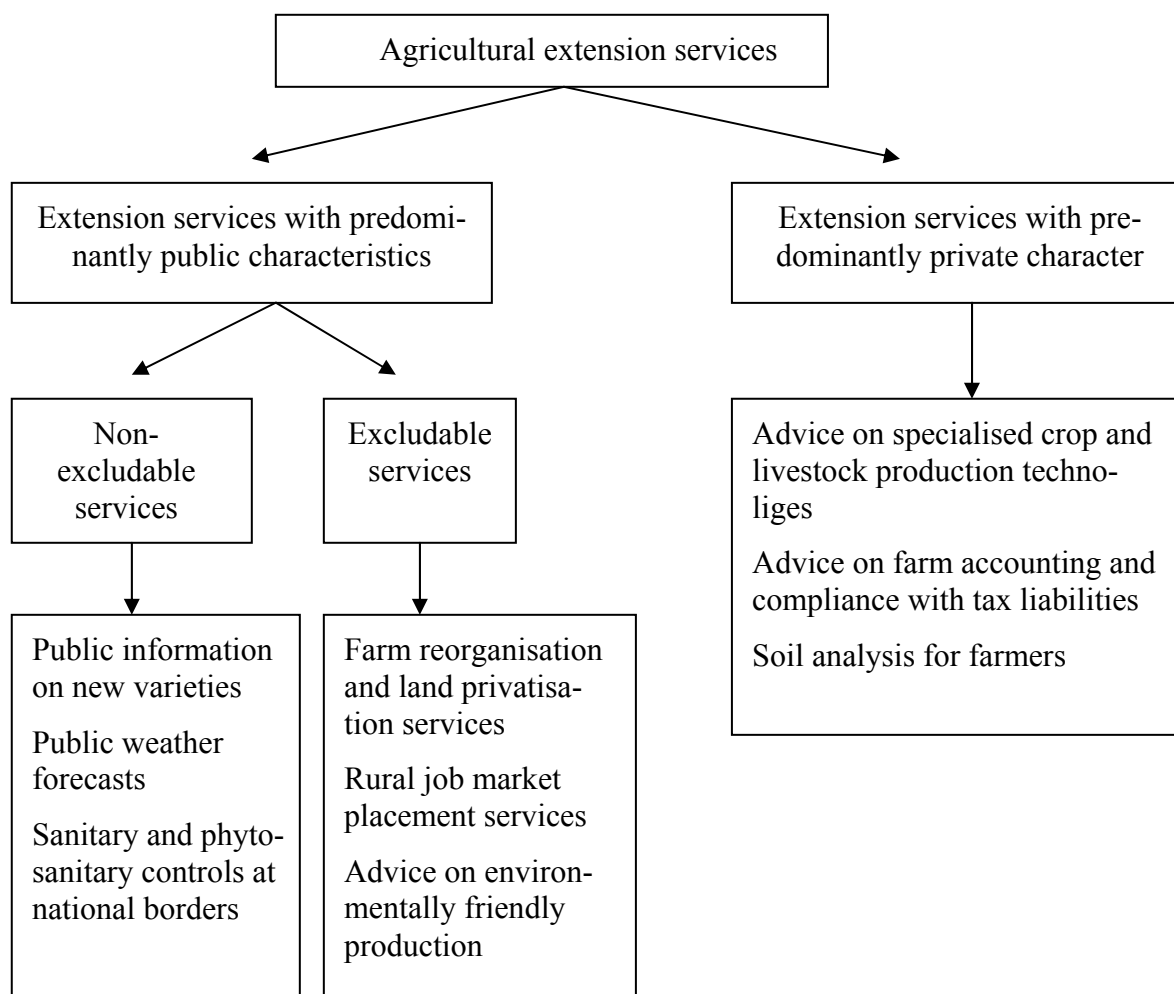 Agricultural extension services
Extension services with predomi-
nantly public characteristics
Extension services with pre-
dominantly private character
Non-
excludable
services
Excludable
services
Advice on specialised crop and
livestock production techno-
liges
Advice on farm accounting and
compliance with tax liabilities
Soil analysis for farmers
Public information
on new varieties
Public weather
forecasts
Sanitary and phyto-
sanitary controls at
national borders
Farm reorganisation
and land privatisa-
tion services
Rural job market
placement services
Advice on environ-
mentally friendly
production